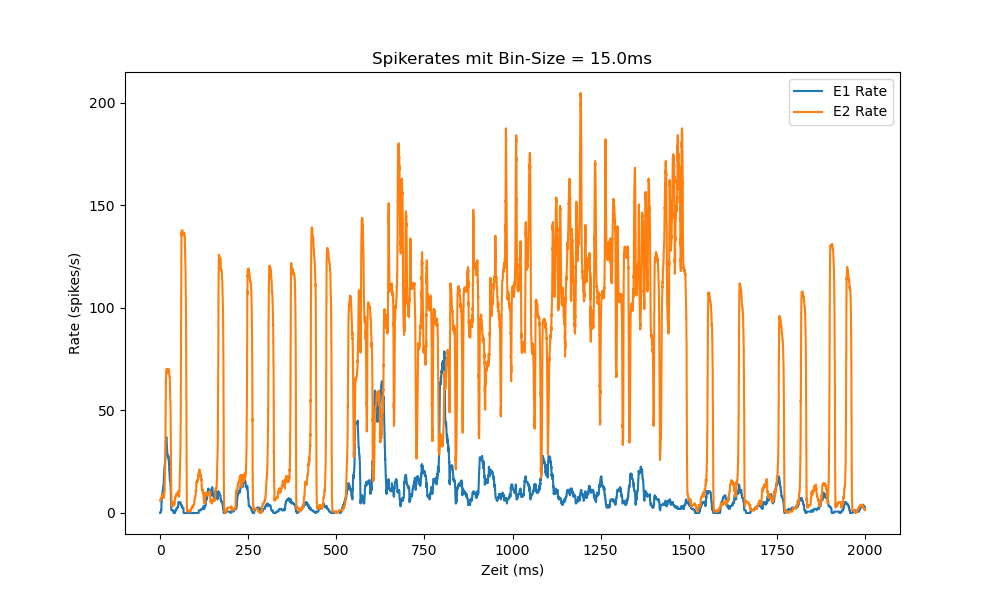 Spikerates mit Bin-Size = 15.0ms
E1 Rate
E2 Rate
200
150
100
50
0
Rate (spikes/s)
0 250 500 750 1000 1250 1500 1750 2000
Zeit (ms)